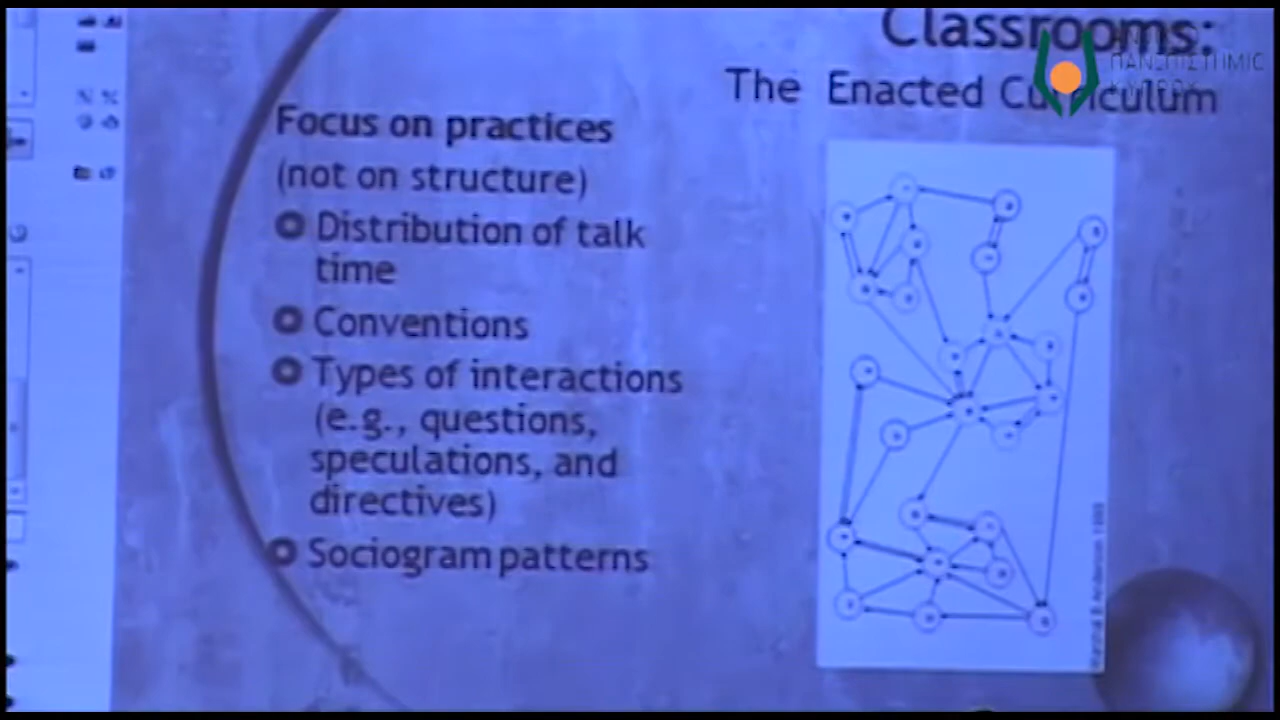 Classrooms:
The Enacted Curriculum
Focus on practices
(not on structure)
Distribution of talk
time
Conventions
Types of interactions
(e.g., questions,
speculations, and
directives)
Sociogram patterns